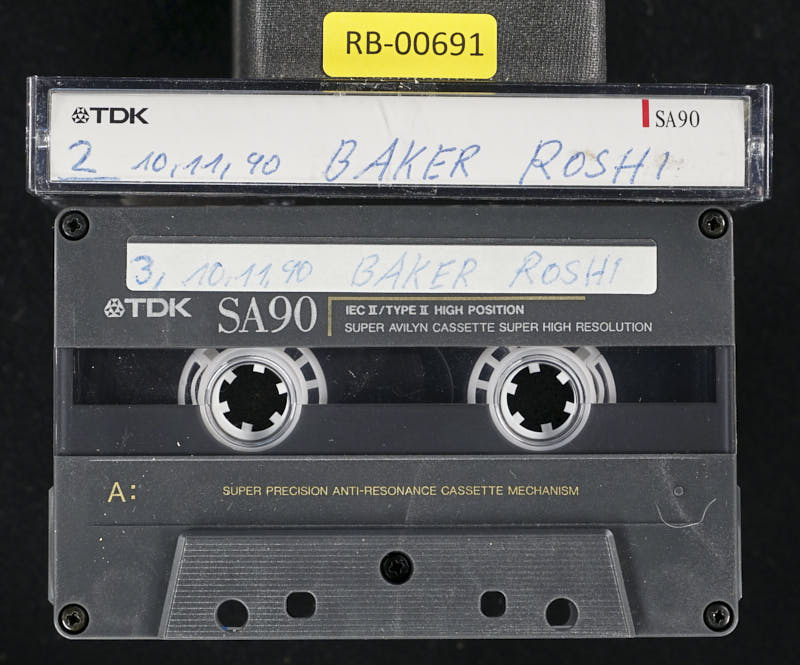 RB-00691
TDK SA90
2 10,11,90 BAKER ROSHI
3, 10,11,90 BAKER ROSHI
TDK SA90 IEC II/TYPE II HIGH POSITION
SUPER AVILYN CASSETTE SUPER HIGH RESOLUTION
A: SUPER PRECISION ANTI-RESONANCE CASSETTE MECHANISM